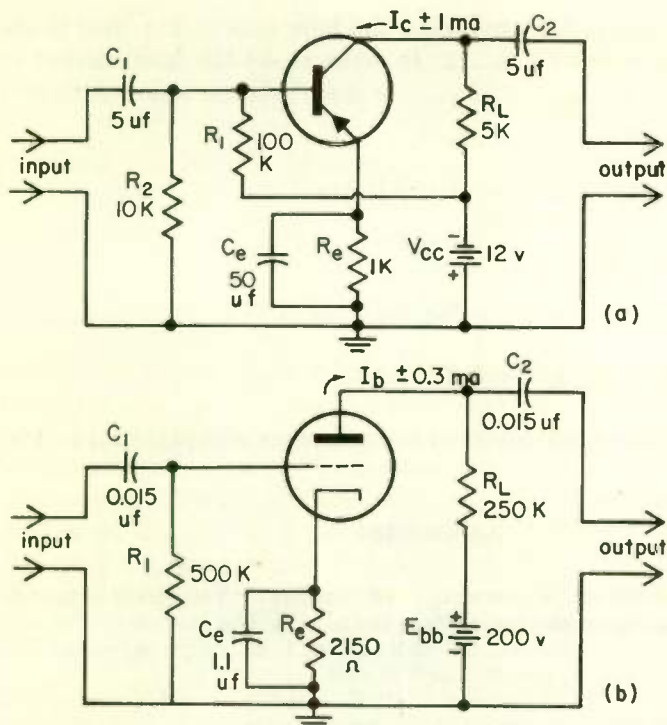 I_c ± 1 ma
C_1
5 uf
C_2
5 uf
R_L
5K
R_1
100
K
input
output
R_2
10K
C_e
50
uf
R_e
1K
V_CC
-
+
12 v
(a)
I_b ± 0.3 ma
C_2
0.015 uf
C_1
0.015
uf
R_L
250 K
input
output
R_1
500 K
C_e
1.1
uf
R_e
2150
Ω
E_bb
+
-
200 v
(b)